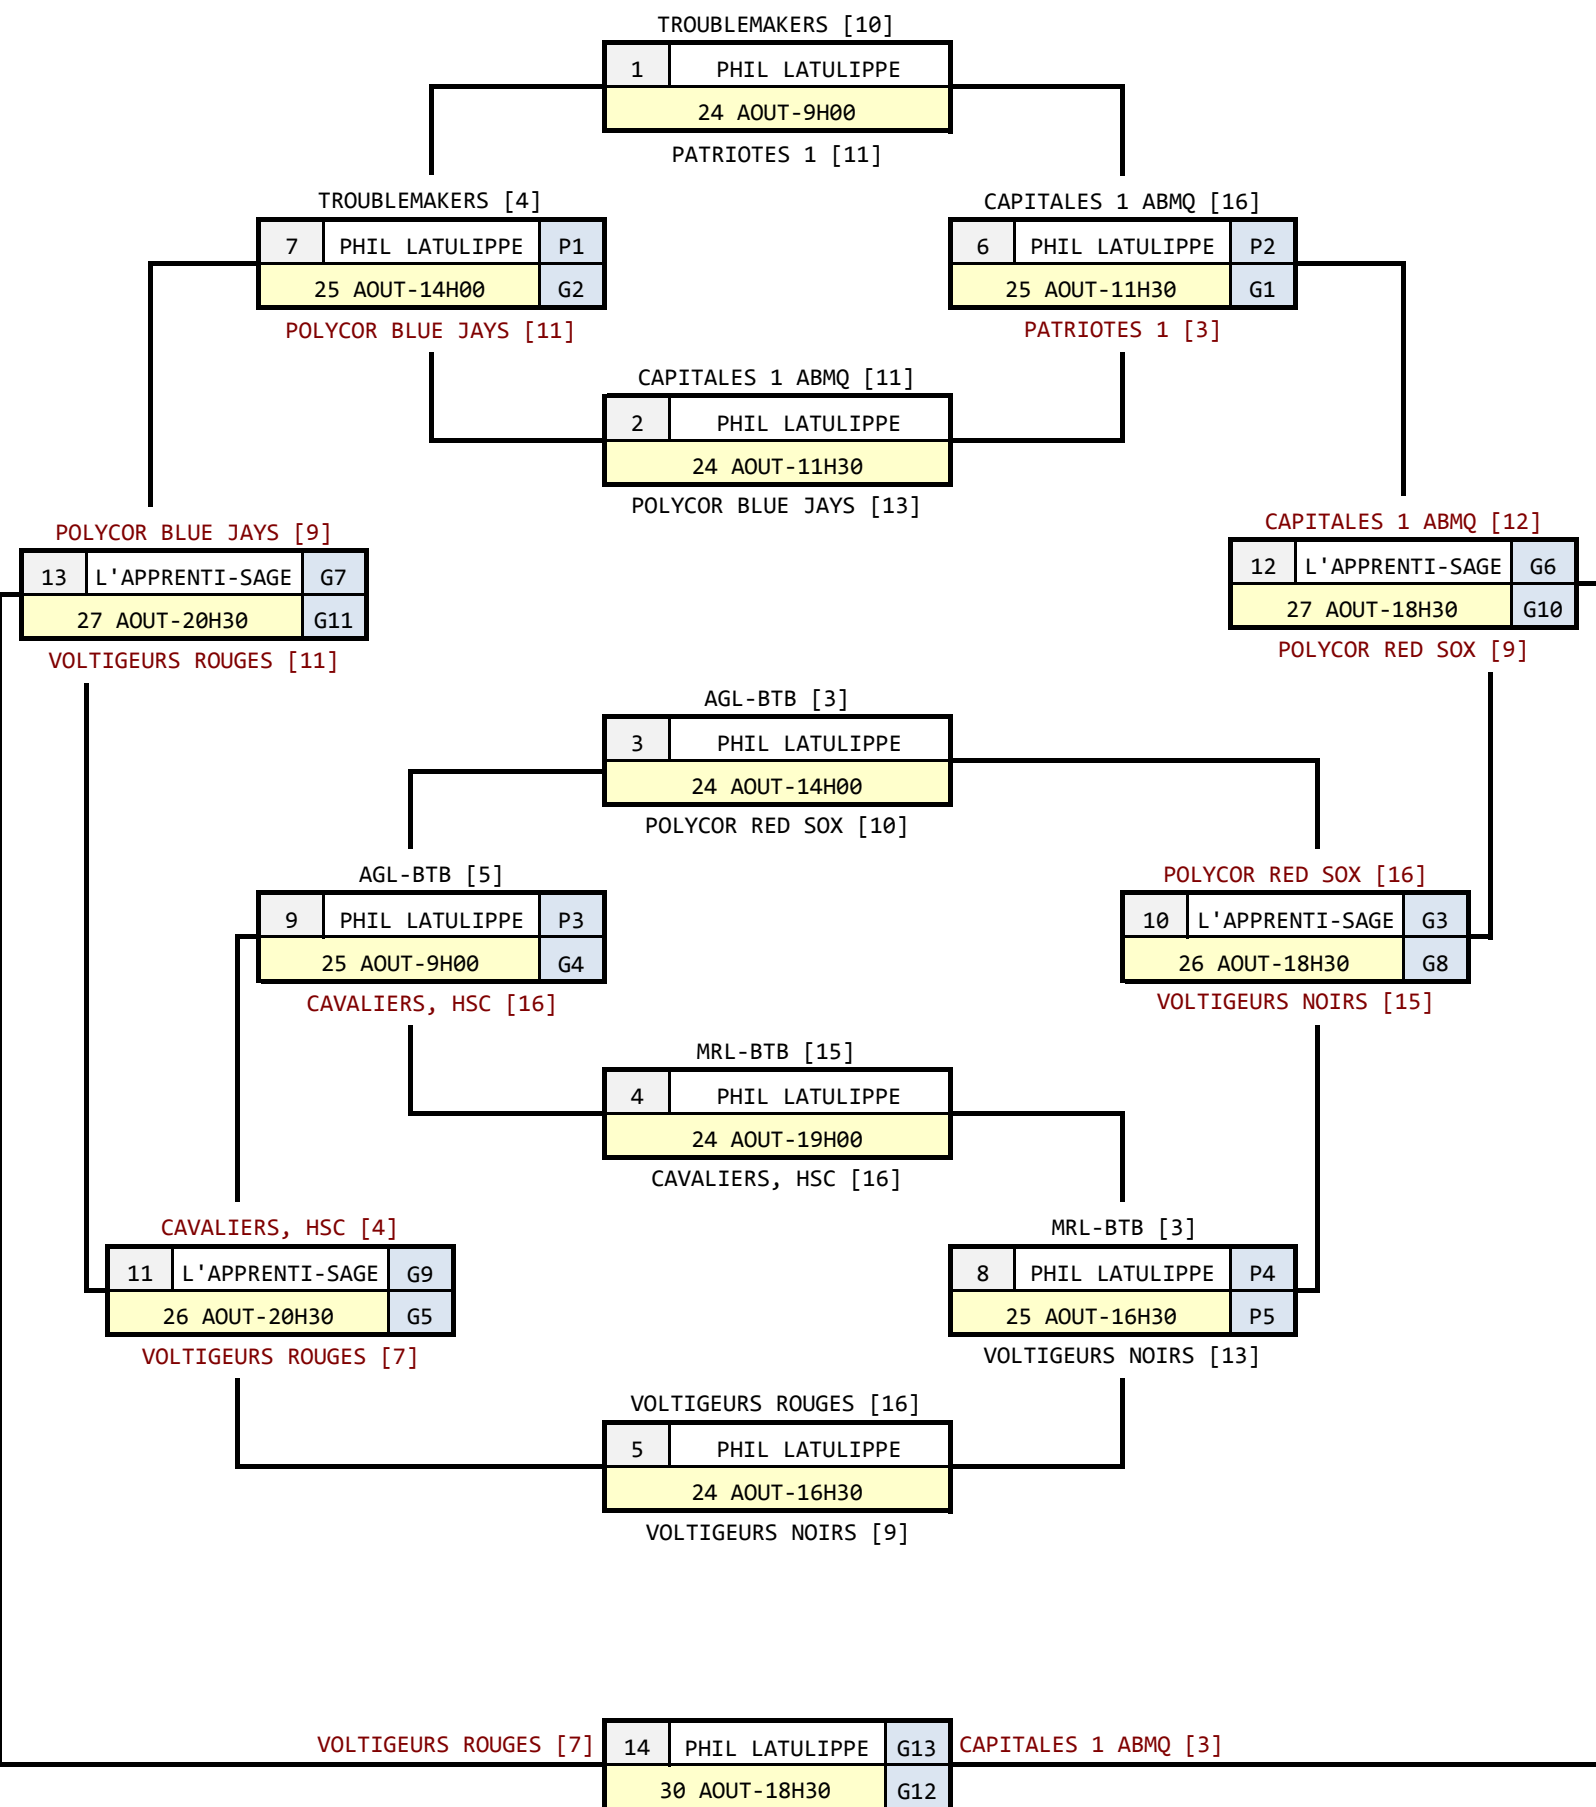 TROUBLEMAKERS [10]
1 PHIL LATULIPPE
24 AOUT-9H00
PATRIOTES 1 [11]
TROUBLEMAKERS [4]
7 PHIL LATULIPPE P1
25 AOUT-14H00 G2
POLYCOR BLUE JAYS [11]
CAPITALES 1 ABMQ [16]
6 PHIL LATULIPPE P2
25 AOUT-11H30 G1
PATRIOTES 1 [3]
CAPITALES 1 ABMQ [11]
2 PHIL LATULIPPE
24 AOUT-11H30
POLYCOR BLUE JAYS [13]
POLYCOR BLUE JAYS [9]
13 L'APPRENTI-SAGE G7
27 AOUT-20H30 G11
VOLTIGEURS ROUGES [11]
CAPITALES 1 ABMQ [12]
12 L'APPRENTI-SAGE G6
27 AOUT-18H30 G10
POLYCOR RED SOX [9]
AGL-BTB [3]
3 PHIL LATULIPPE
24 AOUT-14H00
POLYCOR RED SOX [10]
AGL-BTB [5]
9 PHIL LATULIPPE P3
25 AOUT-9H00 G4
CAVALIERS, HSC [16]
POLYCOR RED SOX [16]
10 L'APPRENTI-SAGE G3
26 AOUT-18H30 G8
VOLTIGEURS NOIRS [15]
MRL-BTB [15]
4 PHIL LATULIPPE
24 AOUT-19H00
CAVALIERS, HSC [16]
CAVALIERS, HSC [4]
11 L'APPRENTI-SAGE G9
26 AOUT-20H30 G5
VOLTIGEURS ROUGES [7]
MRL-BTB [3]
8 PHIL LATULIPPE P4
25 AOUT-16H30 P5
VOLTIGEURS NOIRS [13]
VOLTIGEURS ROUGES [16]
5 PHIL LATULIPPE
24 AOUT-16H30
VOLTIGEURS NOIRS [9]
VOLTIGEURS ROUGES [7] 14 PHIL LATULIPPE G13 CAPITALES 1 ABMQ [3]
30 AOUT-18H30 G12